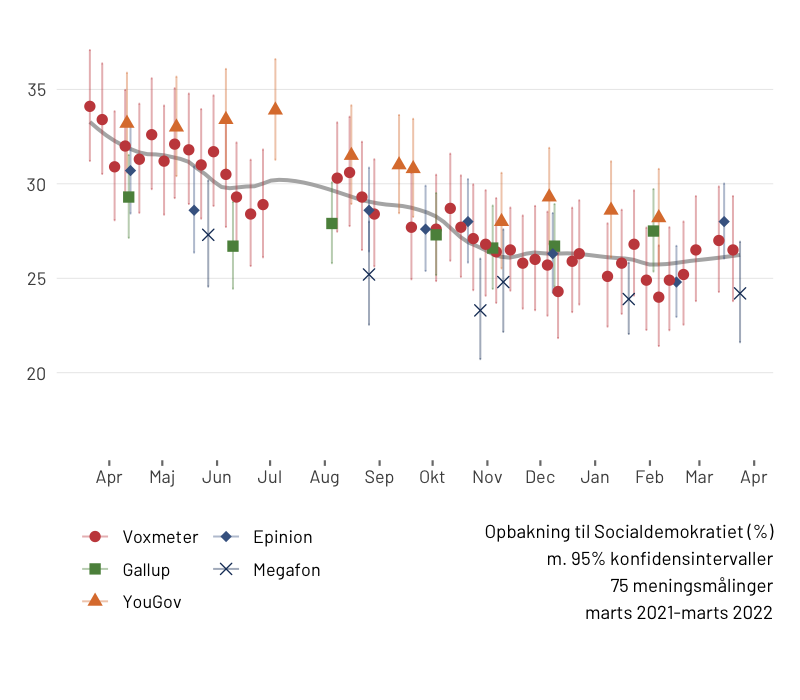 35
30
25
20
Apr Maj Jun Jul Aug Sep Okt Nov Dec Jan Feb Mar Apr
Voxmeter Epinion
Gallup Megafon
YouGov
Opbakning til Socialdemokratiet (%)
m. 95% konfidensintervaller
75 meningsmålinger
marts 2021-marts 2022